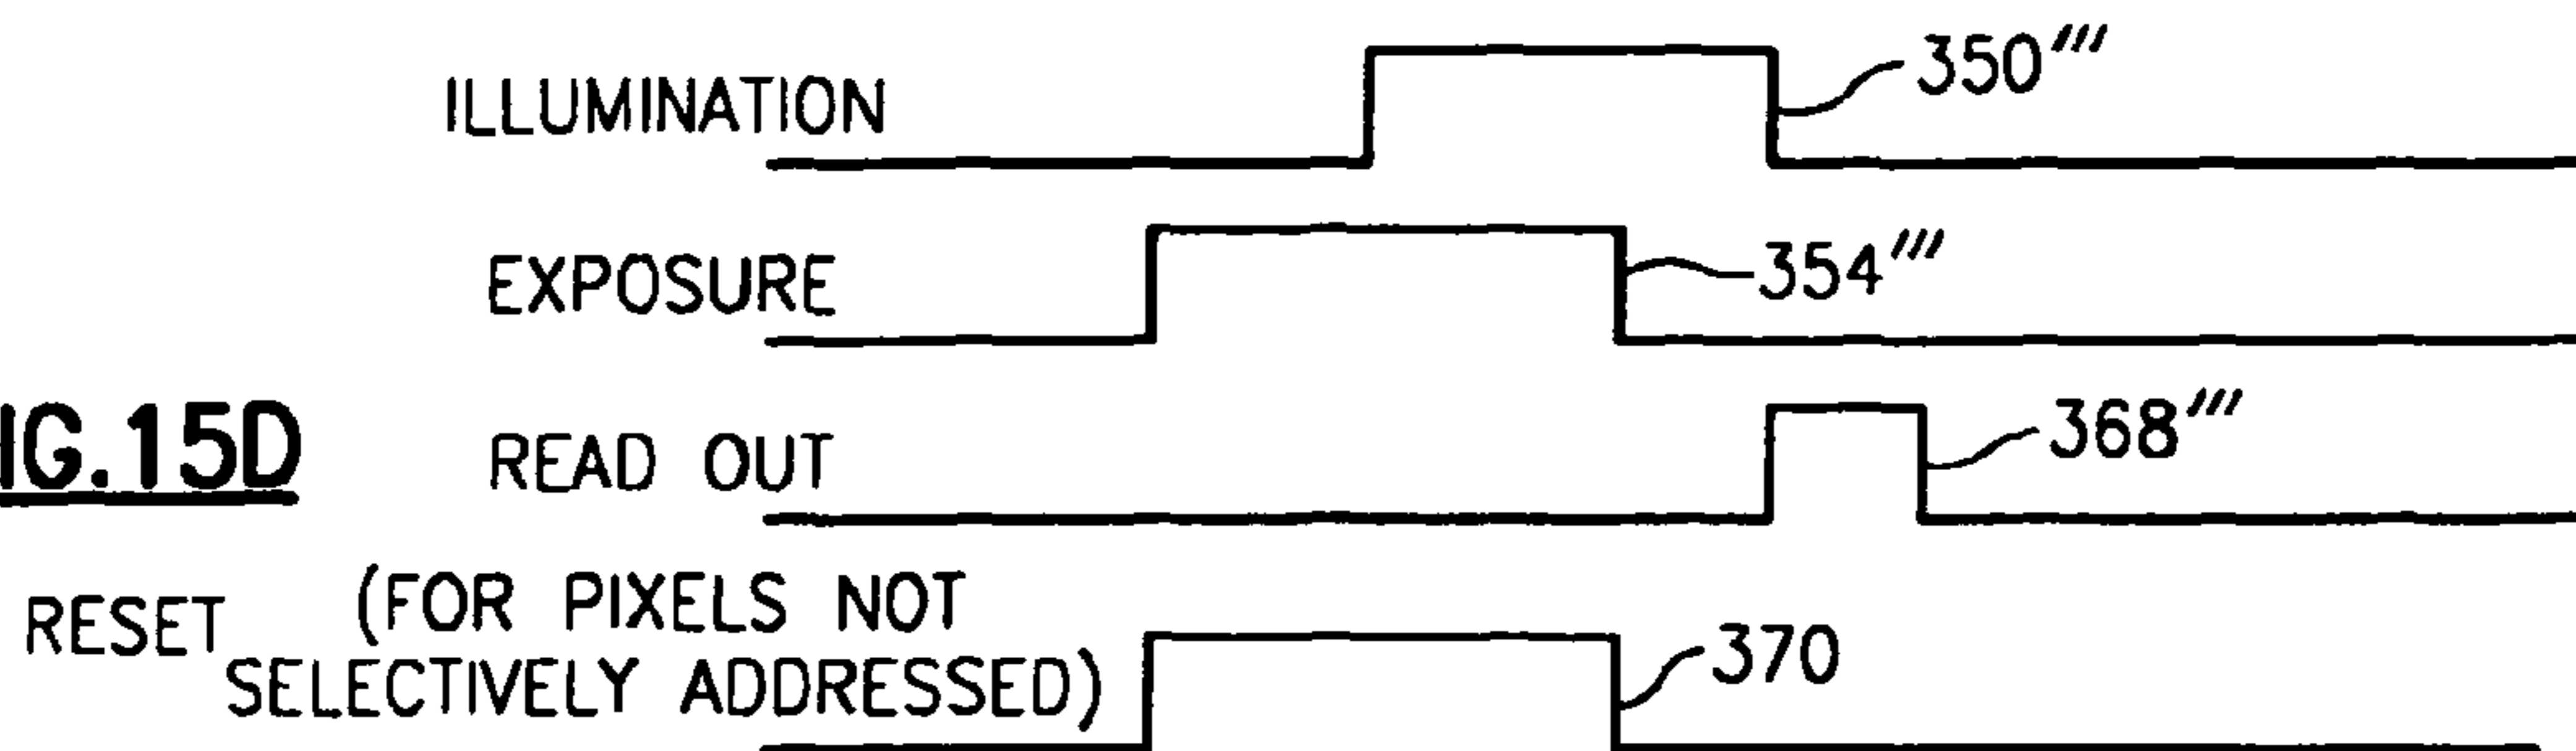 ILLUMINATION
350‴
EXPOSURE
354‴
IG.15D
READ OUT
368‴
RESET
(FOR PIXELS NOT
SELECTIVELY ADDRESSED)
370